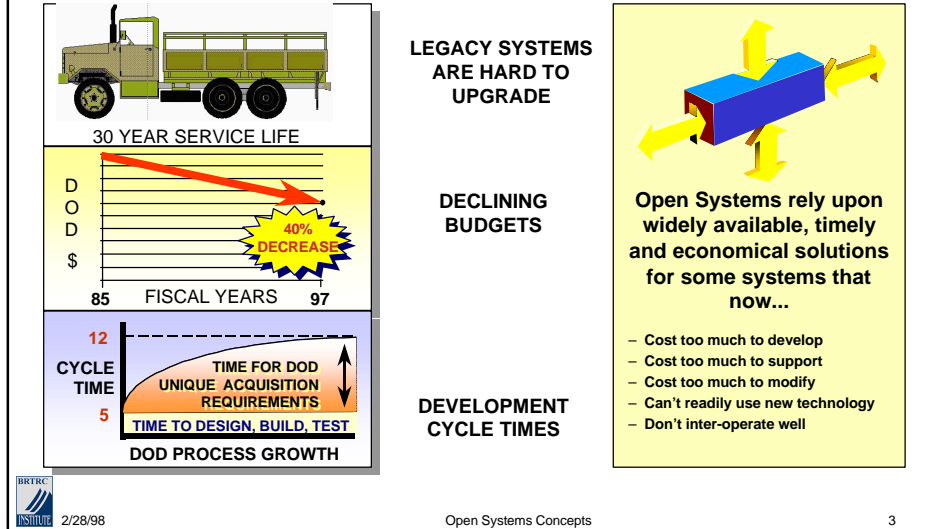 30 YEAR SERVICE LIFE
D
O
D
$
40%
DECREASE
85
FISCAL YEARS
97
12
CYCLE
TIME
5
TIME FOR DOD
UNIQUE ACQUISITION
REQUIREMENTS
TIME TO DESIGN, BUILD, TEST
DOD PROCESS GROWTH
LEGACY SYSTEMS
ARE HARD TO
UPGRADE
DECLINING
BUDGETS
DEVELOPMENT
CYCLE TIMES
Open Systems rely upon
widely available, timely
and economical solutions
for some systems that
now...
– Cost too much to develop
– Cost too much to support
– Cost too much to modify
– Can't readily use new technology
– Don't inter-operate well
BRTRC
INSTITUTE
2/28/98
Open Systems Concepts
3